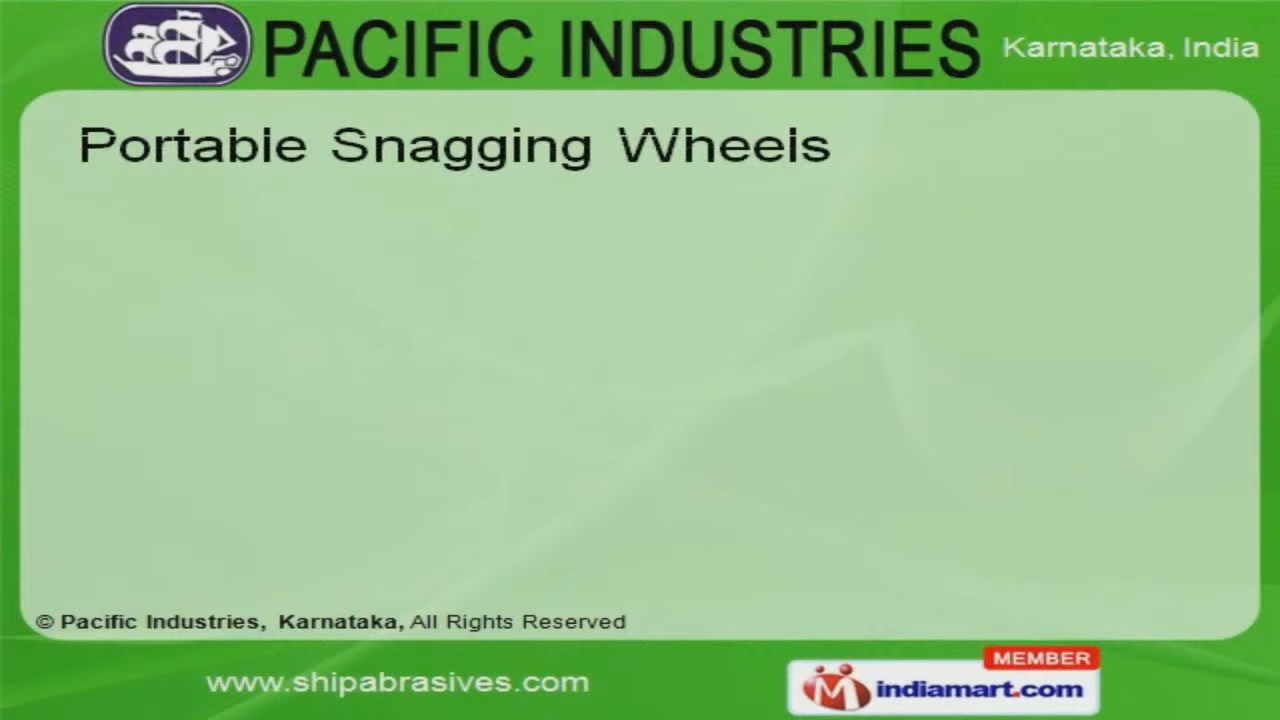 PACIFIC INDUSTRIES
Karnataka, India
Portable Snagging Wheels
© Pacific Industries, Karnataka, All Rights Reserved
www.shipabrasives.com
MEMBER
indiamart.com